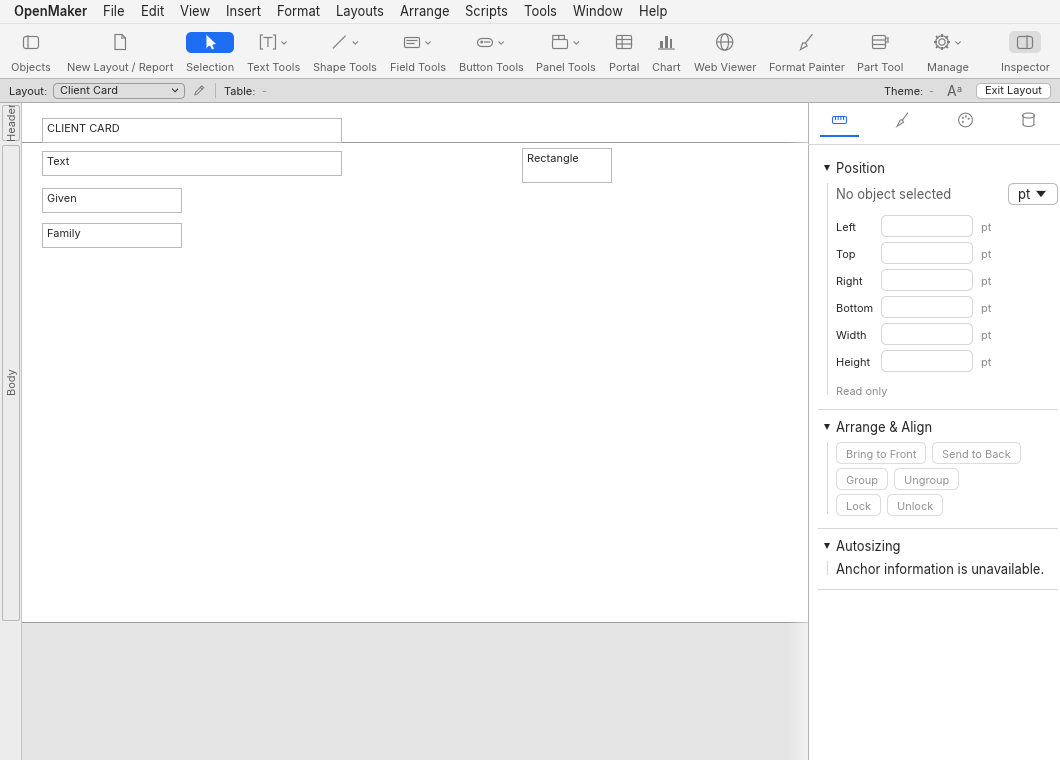 OpenMaker File Edit View Insert Format Layouts Arrange Scripts Tools Window Help
Objects New Layout / Report Selection Text Tools Shape Tools Field Tools Button Tools Panel Tools Portal Chart Web Viewer Format Painter Part Tool Manage Inspector
Layout: Client Card Table: - Theme: - Aa Exit Layout
Header
CLIENT CARD
Text
Rectangle
Given
Family
Body
Position
No object selected pt
Left pt
Top pt
Right pt
Bottom pt
Width pt
Height pt
Read only
Arrange & Align
Bring to Front Send to Back
Group Ungroup
Lock Unlock
Autosizing
Anchor information is unavailable.